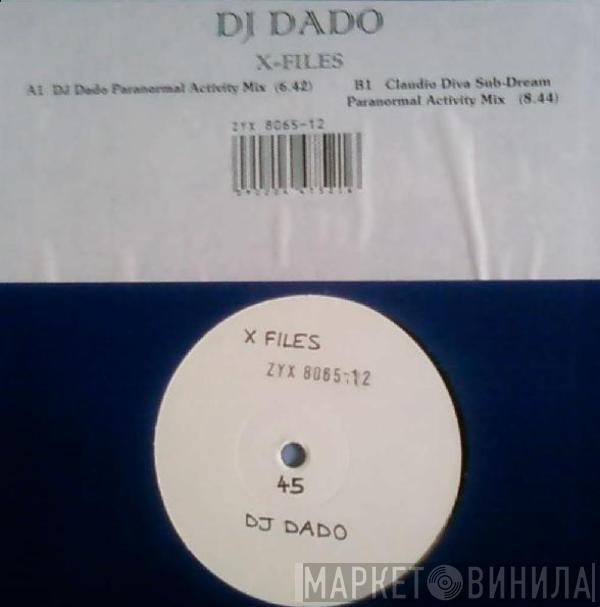 DJ DADO
X-FILES
A1 DJ Dado Paranormal Activity Mix (6.42)
B1 Claudio Diva Sub-Dream
Paranormal Activity Mix (8.44)
ZYX 8065-12
X FILES
ZYX 8065-12
45
DJ DADO
МАРКЕТ ВИНИЛА